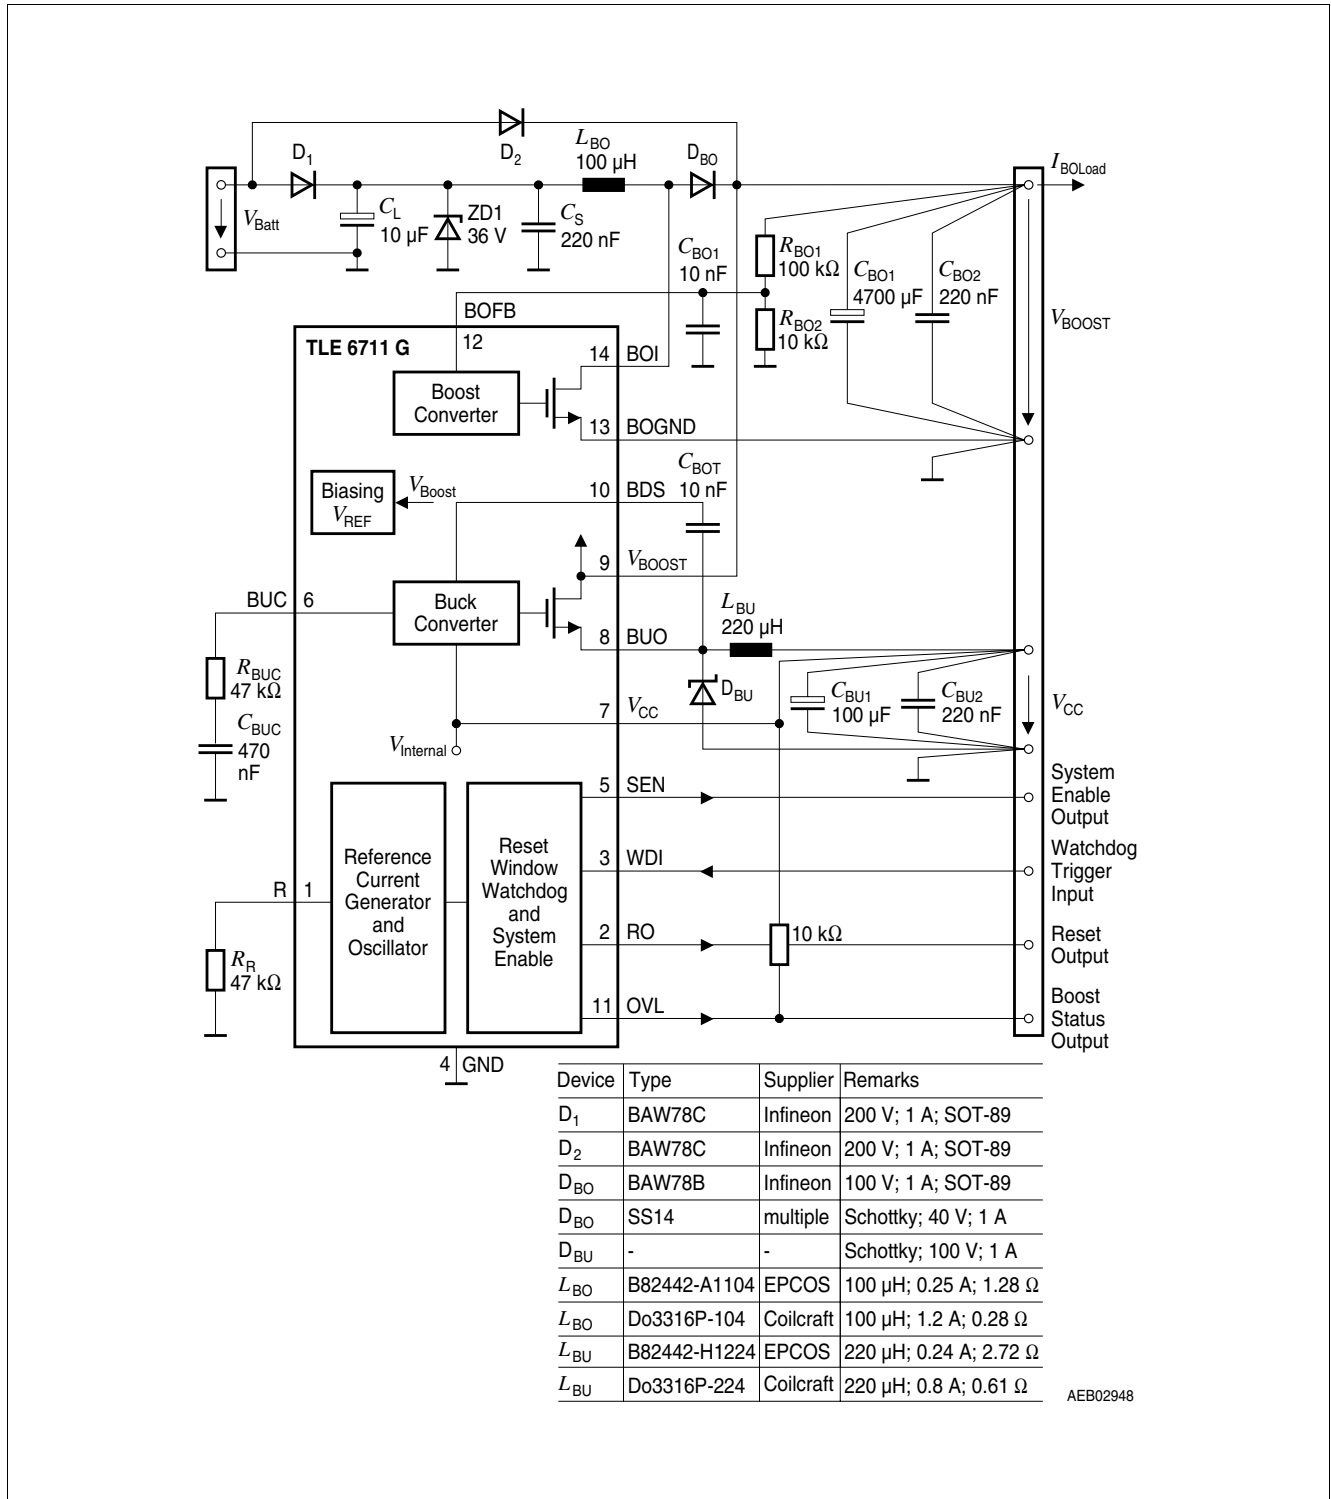 D1
D2
LBO
100 µH
DBO
IBOLoad
VBatt
CL
10 µF
ZD1
36 V
CS
220 nF
CBO1
10 nF
RBO1
100 kΩ
CBO1
4700 µF
CBO2
220 nF
RBO2
10 kΩ
VBOOST
BOFB
12
TLE 6711 G
14 BOI
Boost
Converter
13 BOGND
CBOT
10 nF
Biasing
VREF
VBoost
10 BDS
9 VBOOST
BUC 6
Buck
Converter
LBU
220 µH
8 BUO
RBUC
47 kΩ
DBU
CBU1
100 µF
CBU2
220 nF
VCC
7 VCC
CBUC
470
nF
VInternal
5 SEN
System
Enable
Output
Reference
Current
Generator
and
Oscillator
Reset
Window
Watchdog
and
System
Enable
3 WDI
Watchdog
Trigger
Input
R 1
2 RO
10 kΩ
Reset
Output
RR
47 kΩ
11 OVL
Boost
Status
Output
4 GND
Device Type Supplier Remarks
D1 BAW78C Infineon 200 V; 1 A; SOT-89
D2 BAW78C Infineon 200 V; 1 A; SOT-89
DBO BAW78B Infineon 100 V; 1 A; SOT-89
DBO SS14 multiple Schottky; 40 V; 1 A
DBU - - Schottky; 100 V; 1 A
LBO B82442-A1104 EPCOS 100 µH; 0.25 A; 1.28 Ω
LBO Do3316P-104 Coilcraft 100 µH; 1.2 A; 0.28 Ω
LBU B82442-H1224 EPCOS 220 µH; 0.24 A; 2.72 Ω
LBU Do3316P-224 Coilcraft 220 µH; 0.8 A; 0.61 Ω
AEB02948